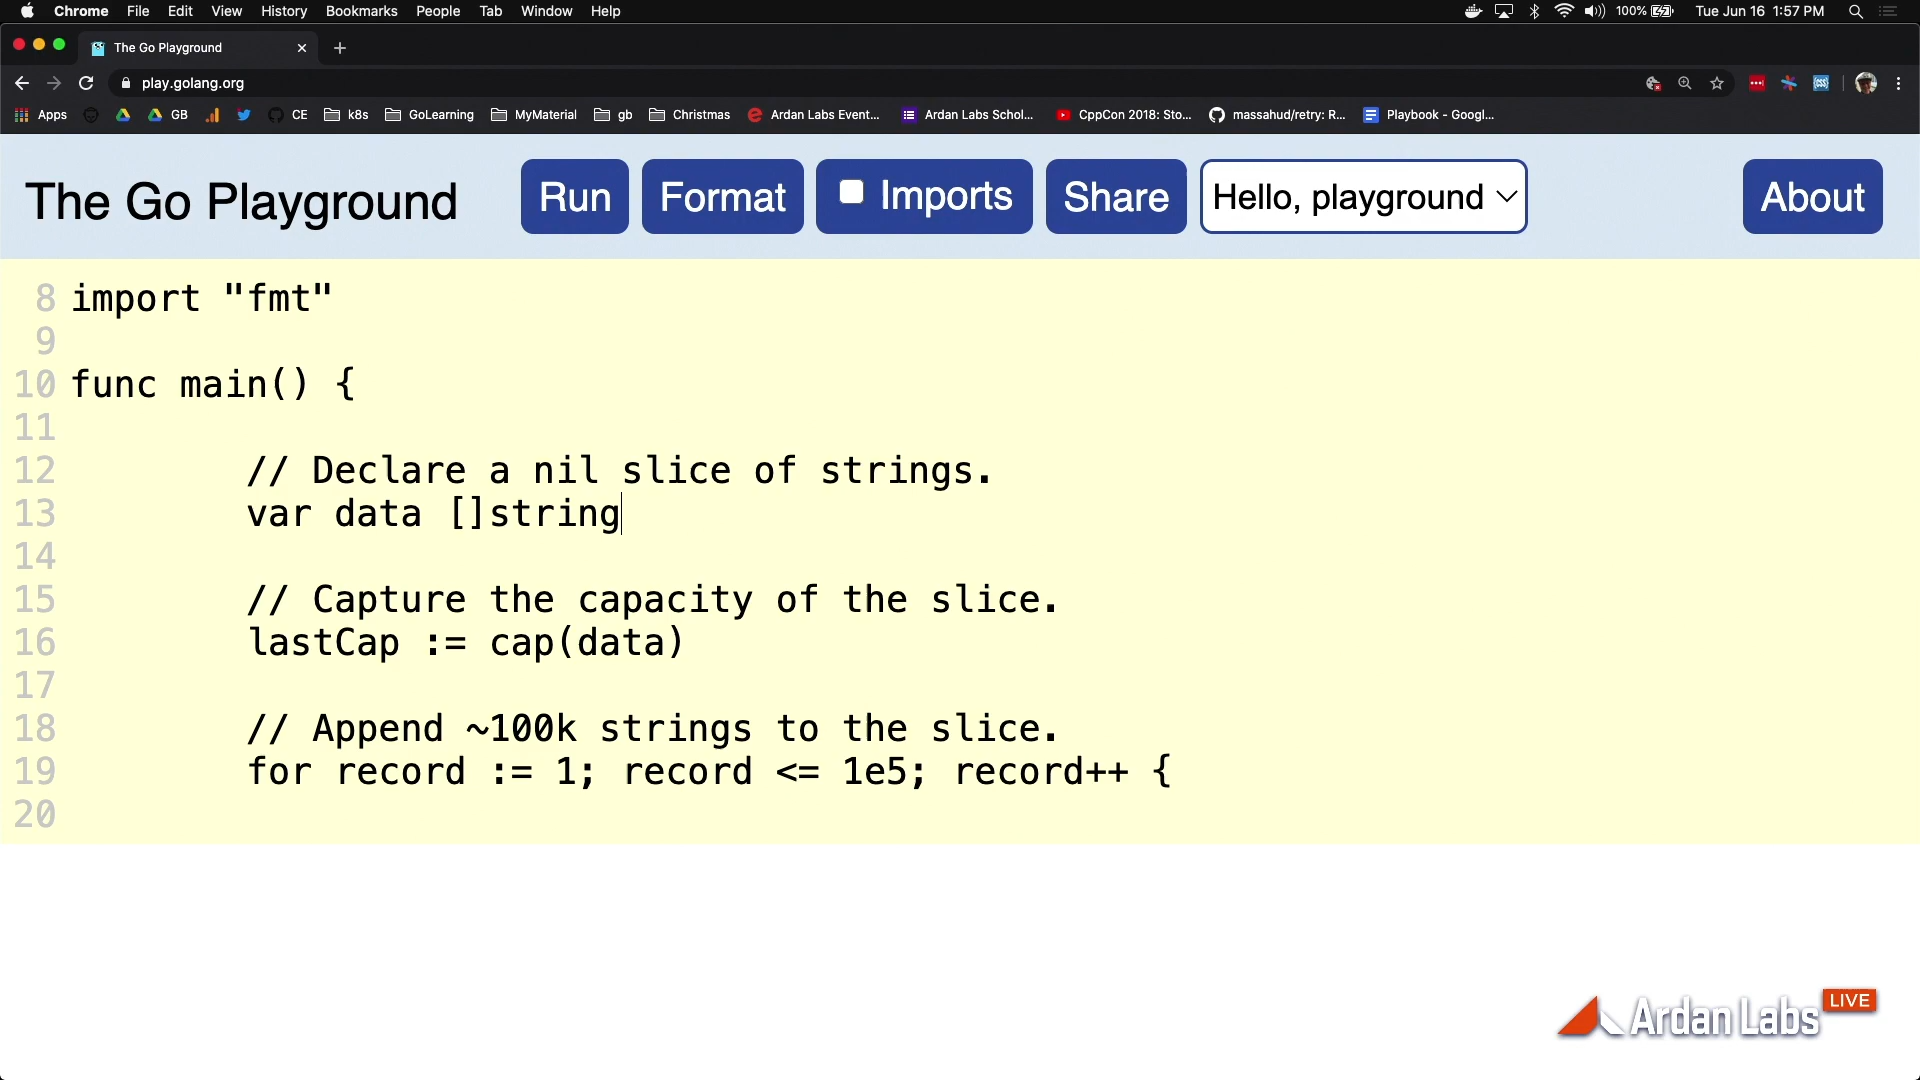 Chrome File Edit View History Bookmarks People Tab Window Help 100% Tue Jun 16 1:57 PM
The Go Playground
play.golang.org
Apps GB CE k8s GoLearning MyMaterial gb Christmas Ardan Labs Event... Ardan Labs Schol... CppCon 2018: Sto... massahud/retry: R... Playbook - Googl...
The Go Playground Run Format Imports Share Hello, playground About
8 import "fmt"
9
10 func main() {
11
12 // Declare a nil slice of strings.
13 var data []string
14
15 // Capture the capacity of the slice.
16 lastCap := cap(data)
17
18 // Append ~100k strings to the slice.
19 for record := 1; record <= 1e5; record++ {
20
Ardan Labs LIVE